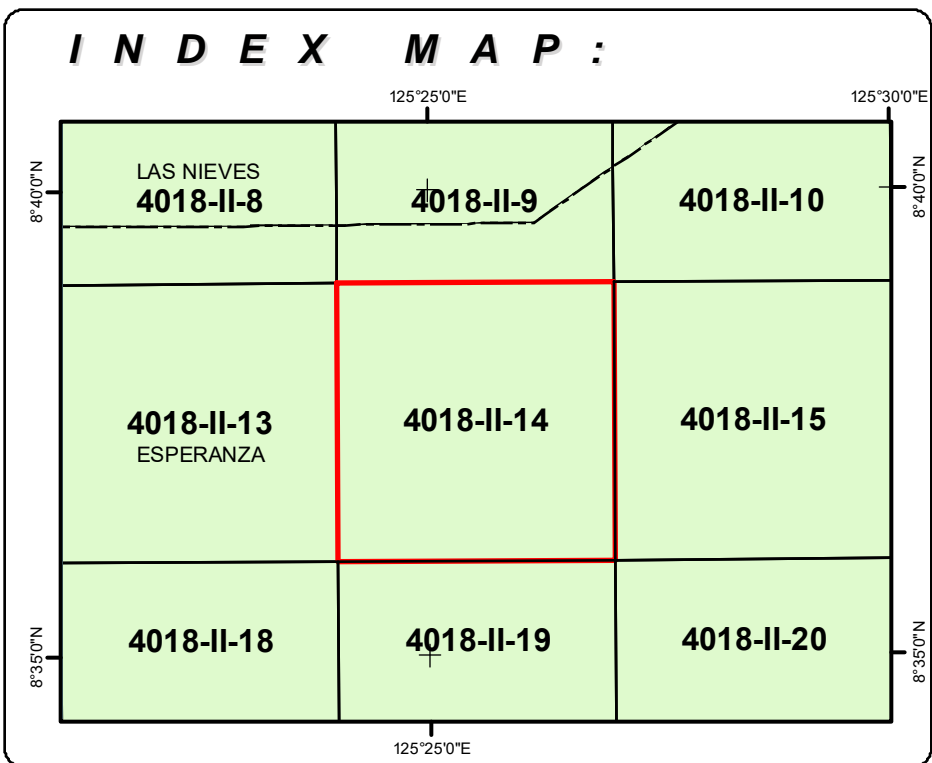 INDEX MAP:
125°25'0"E
125°30'0"E
8°40'0"N
8°40'0"N
LAS NIEVES
4018-II-8
4018-II-9
4018-II-10
4018-II-13
ESPERANZA
4018-II-14
4018-II-15
4018-II-18
4018-II-19
4018-II-20
8°35'0"N
8°35'0"N
125°25'0"E